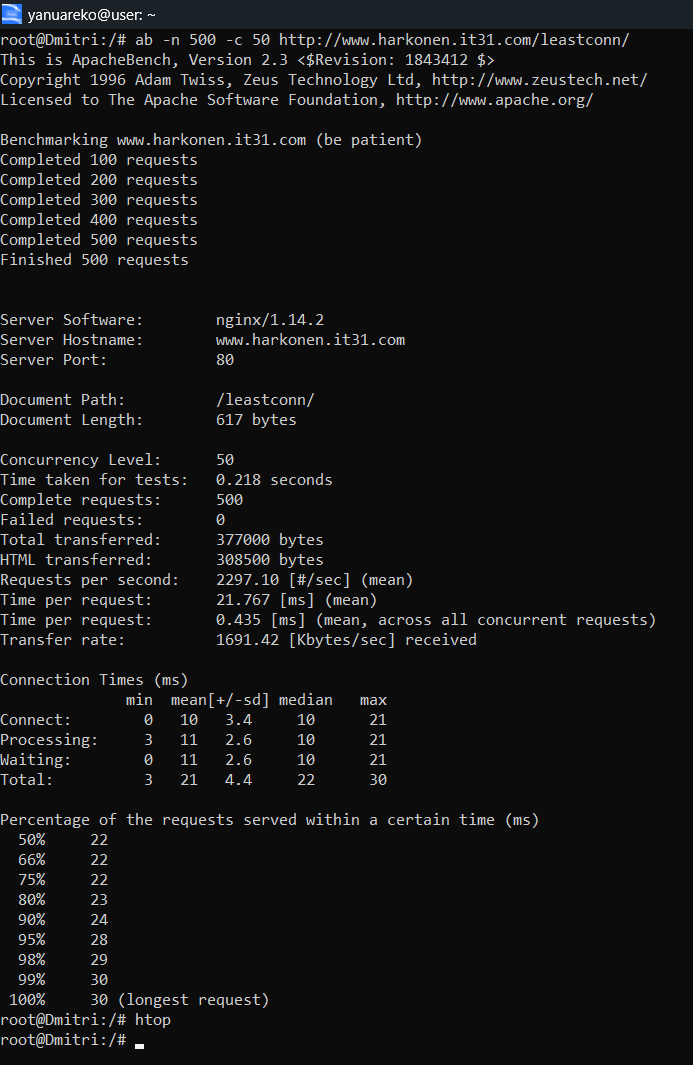 yanuareko@user: ~
root@Dmitri:/# ab -n 500 -c 50 http://www.harkonen.it31.com/leastconn/
This is ApacheBench, Version 2.3 <$Revision: 1843412 $>
Copyright 1996 Adam Twiss, Zeus Technology Ltd, http://www.zeustech.net/
Licensed to The Apache Software Foundation, http://www.apache.org/

Benchmarking www.harkonen.it31.com (be patient)
Completed 100 requests
Completed 200 requests
Completed 300 requests
Completed 400 requests
Completed 500 requests
Finished 500 requests


Server Software:        nginx/1.14.2
Server Hostname:        www.harkonen.it31.com
Server Port:            80

Document Path:          /leastconn/
Document Length:        617 bytes

Concurrency Level:      50
Time taken for tests:   0.218 seconds
Complete requests:      500
Failed requests:        0
Total transferred:      377000 bytes
HTML transferred:       308500 bytes
Requests per second:    2297.10 [#/sec] (mean)
Time per request:       21.767 [ms] (mean)
Time per request:       0.435 [ms] (mean, across all concurrent requests)
Transfer rate:          1691.42 [Kbytes/sec] received

Connection Times (ms)
              min  mean[+/-sd] median   max
Connect:        0   10   3.4     10      21
Processing:     3   11   2.6     10      21
Waiting:        0   11   2.6     10      21
Total:          3   21   4.4     22      30

Percentage of the requests served within a certain time (ms)
  50%     22
  66%     22
  75%     22
  80%     23
  90%     24
  95%     28
  98%     29
  99%     30
 100%     30 (longest request)
root@Dmitri:/# htop
root@Dmitri:/#